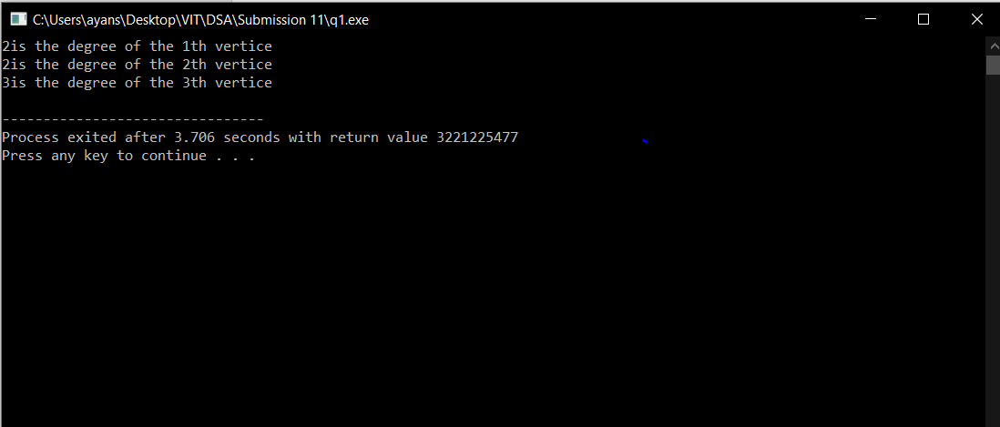 C:\Users\ayans\Desktop\VIT\DSA\Submission 11\q1.exe
2is the degree of the 1th vertice
2is the degree of the 2th vertice
3is the degree of the 3th vertice
--------------------------------
Process exited after 3.706 seconds with return value 3221225477
Press any key to continue . . .